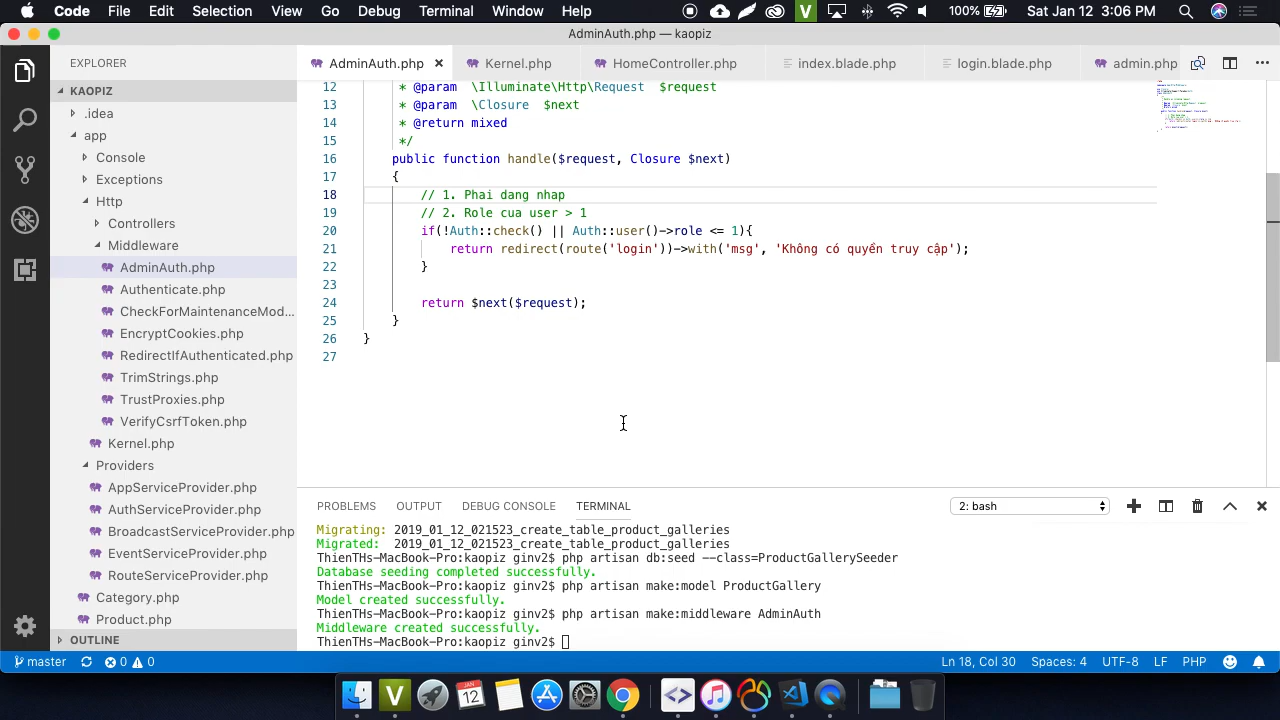 Code File Edit Selection View Go Debug Terminal Window Help V 100% Sat Jan 12 3:06 PM
AdminAuth.php — kaopiz
EXPLORER
AdminAuth.php Kernel.php HomeController.php index.blade.php login.blade.php admin.php
KAOPIZ
.idea
app
Console
Exceptions
Http
Controllers
Middleware
AdminAuth.php
Authenticate.php
CheckForMaintenanceMod...
EncryptCookies.php
RedirectIfAuthenticated.php
TrimStrings.php
TrustProxies.php
VerifyCsrfToken.php
Kernel.php
Providers
AppServiceProvider.php
AuthServiceProvider.php
BroadcastServiceProvider.php
EventServiceProvider.php
RouteServiceProvider.php
Category.php
Product.php
OUTLINE
12 * @param \Illuminate\Http\Request $request
13 * @param \Closure $next
14 * @return mixed
15 */
16 public function handle($request, Closure $next)
17 {
18 // 1. Phai dang nhap
19 // 2. Role cua user > 1
20 if(!Auth::check() || Auth::user()->role <= 1){
21 return redirect(route('login'))->with('msg', 'Không có quyền truy cập');
22 }
23
24 return $next($request);
25 }
26 }
27
PROBLEMS OUTPUT DEBUG CONSOLE TERMINAL 2: bash
Migrating: 2019_01_12_021523_create_table_product_galleries
Migrated: 2019_01_12_021523_create_table_product_galleries
ThienTHs-MacBook-Pro:kaopiz ginv2$ php artisan db:seed --class=ProductGallerySeeder
Database seeding completed successfully.
ThienTHs-MacBook-Pro:kaopiz ginv2$ php artisan make:model ProductGallery
Model created successfully.
ThienTHs-MacBook-Pro:kaopiz ginv2$ php artisan make:middleware AdminAuth
Middleware created successfully.
ThienTHs-MacBook-Pro:kaopiz ginv2$
master 0 0 Ln 18, Col 30 Spaces: 4 UTF-8 LF PHP
V JAN 12